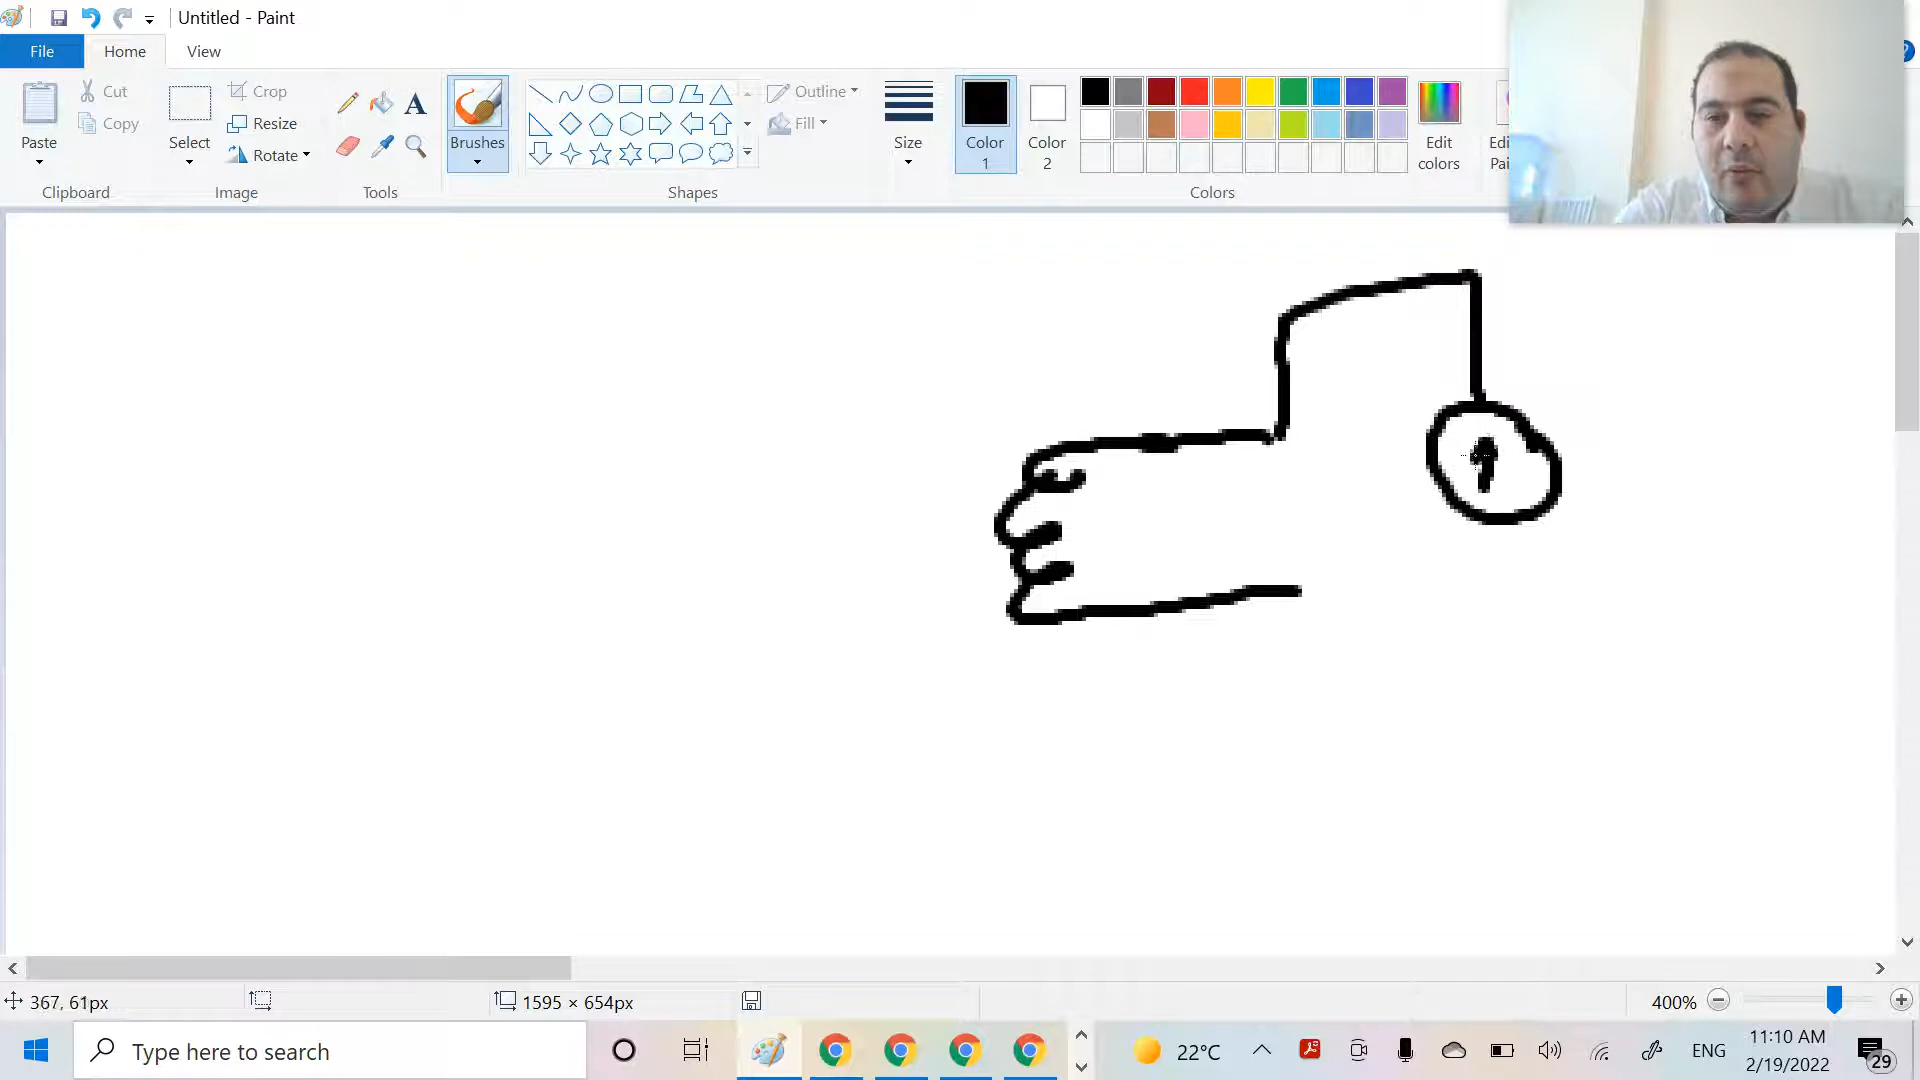 Untitled - Paint
File
Home
View
Paste
Cut
Copy
Clipboard
Select
Crop
Resize
Rotate
Image
Tools
Brushes
Outline
Fill
Shapes
Size
Color 1
Color 2
Edit colors
Colors
367, 61px
1595 × 654px
400%
Type here to search
22°C
ENG
11:10 AM
2/19/2022
29